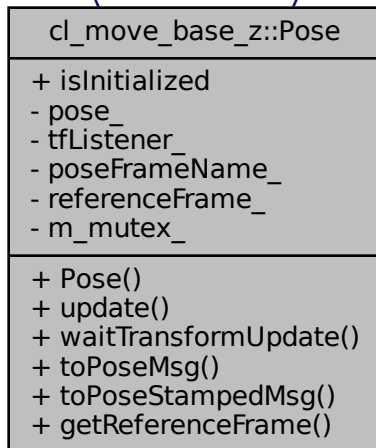 cl_move_base_z::Pose
+ isInitialized
- pose_
- tfListener_
- poseFrameName_
- referenceFrame_
- m_mutex_
+ Pose()
+ update()
+ waitTransformUpdate()
+ toPoseMsg()
+ toPoseStampedMsg()
+ getReferenceFrame()